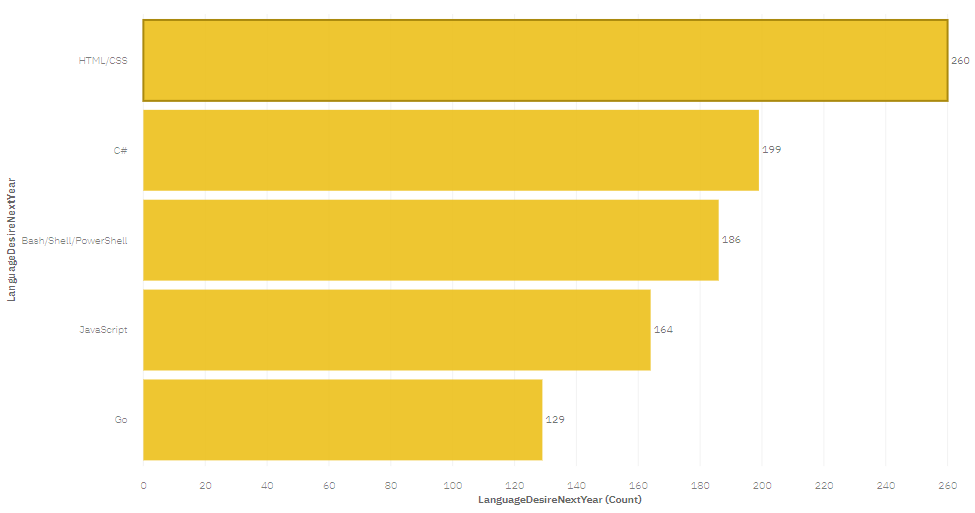 LanguageDesireNextYear
HTML/CSS
260
C#
199
Bash/Shell/PowerShell
186
JavaScript
164
Go
129
0 20 40 60 80 100 120 140 160 180 200 220 240 260
LanguageDesireNextYear (Count)